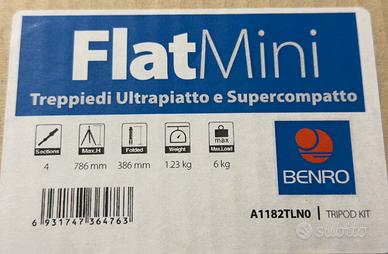 FlatMini
Treppiedi Ultrapiatto e Supercompatto
Sections Max.H Folded Weight max Max.Load
4 786 mm 386 mm 1.23 kg 6 kg
BENRO
A1182TLN0 | TRIPOD KIT
6 931747 364763
subito